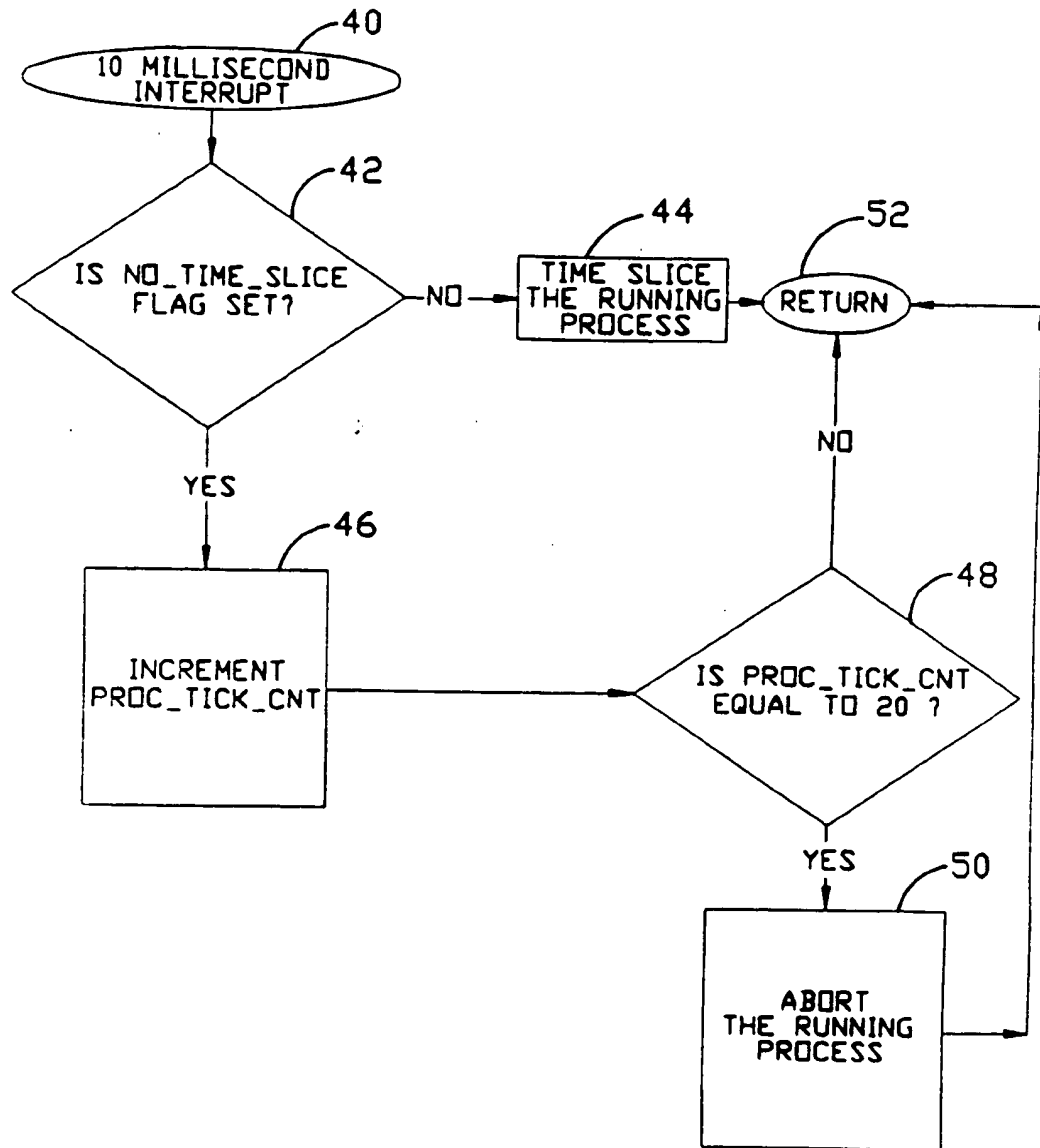 40
10 MILLISECOND
INTERRUPT
42
IS NO_TIME_SLICE
FLAG SET?
NO
44
TIME SLICE
THE RUNNING
PROCESS
52
RETURN
YES
NO
46
INCREMENT
PROC_TICK_CNT
48
IS PROC_TICK_CNT
EQUAL TO 20 ?
YES
50
ABORT
THE RUNNING
PROCESS